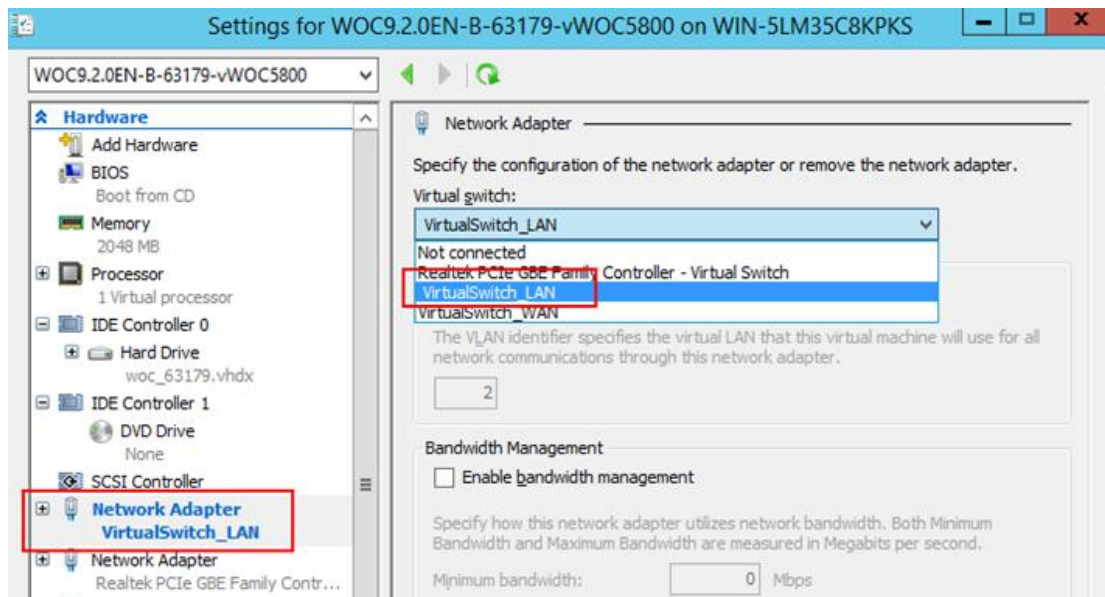 Settings for WOC9.2.0EN-B-63179-vWOC5800 on WIN-5LM35C8KPKS
WOC9.2.0EN-B-63179-vWOC5800
Hardware
Add Hardware
BIOS
Boot from CD
Memory
2048 MB
Processor
1 Virtual processor
IDE Controller 0
Hard Drive
woc_63179.vhdx
IDE Controller 1
DVD Drive
None
SCSI Controller
Network Adapter
VirtualSwitch_LAN
Network Adapter
Realtek PCIe GBE Family Contr...
Network Adapter
Specify the configuration of the network adapter or remove the network adapter.
Virtual switch:
VirtualSwitch_LAN
Not connected
Realtek PCIe GBE Family Controller - Virtual Switch
VirtualSwitch_LAN
VirtualSwitch_WAN
The VLAN identifier specifies the virtual LAN that this virtual machine will use for all
network communications through this network adapter.
2
Bandwidth Management
Enable bandwidth management
Specify how this network adapter utilizes network bandwidth. Both Minimum
Bandwidth and Maximum Bandwidth are measured in Megabits per second.
Minimum bandwidth: 0 Mbps